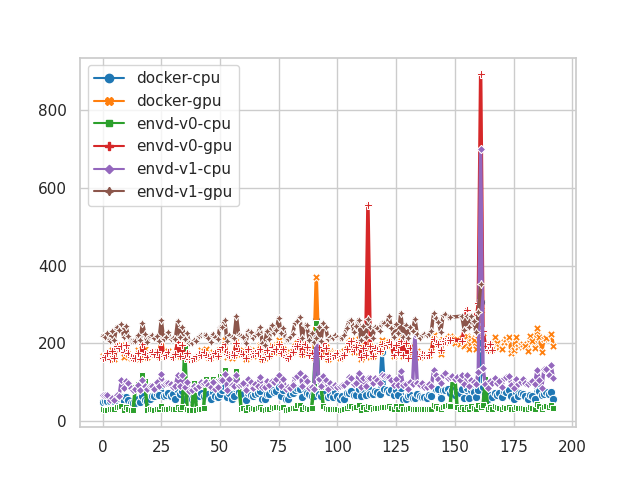 docker-cpu
docker-gpu
envd-v0-cpu
envd-v0-gpu
envd-v1-cpu
envd-v1-gpu
800
600
400
200
0
0 25 50 75 100 125 150 175 200